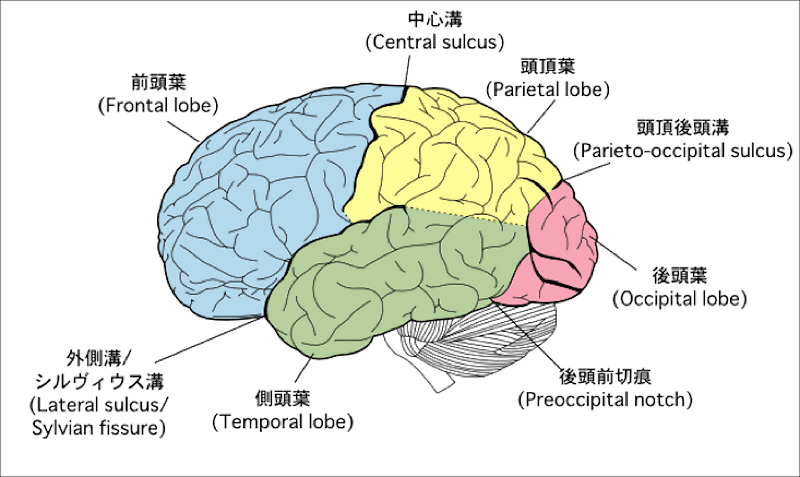 中心溝
(Central sulcus)
前頭葉
(Frontal lobe)
頭頂葉
(Parietal lobe)
頭頂後頭溝
(Parieto-occipital sulcus)
後頭葉
(Occipital lobe)
外側溝/
シルヴィウス溝
(Lateral sulcus/
Sylvian fissure)
側頭葉
(Temporal lobe)
後頭前切痕
(Preoccipital notch)